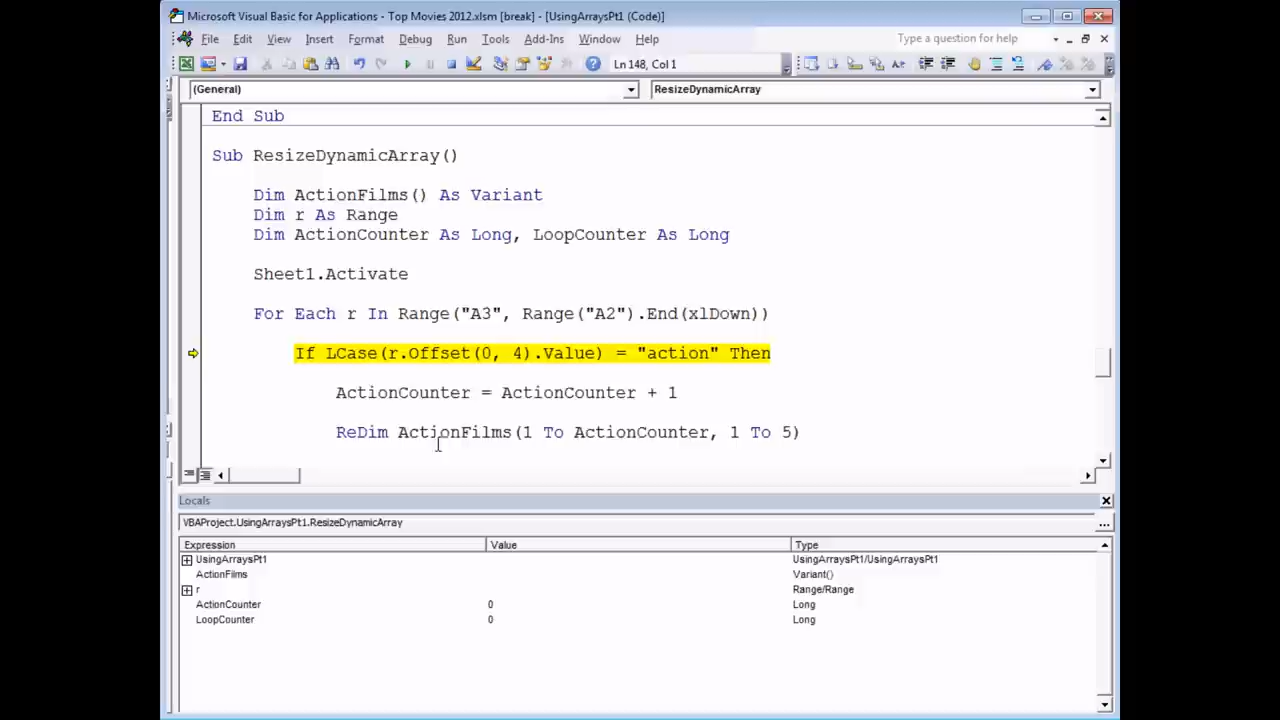 Microsoft Visual Basic for Applications - Top Movies 2012.xlsm [break] - [UsingArraysPt1 (Code)]
File Edit View Insert Format Debug Run Tools Add-Ins Window Help Type a question for help
Ln 148, Col 1
(General) ResizeDynamicArray
End Sub
Sub ResizeDynamicArray()
Dim ActionFilms() As Variant
Dim r As Range
Dim ActionCounter As Long, LoopCounter As Long
Sheet1.Activate
For Each r In Range("A3", Range("A2").End(xlDown))
If LCase(r.Offset(0, 4).Value) = "action" Then
ActionCounter = ActionCounter + 1
ReDim ActionFilms(1 To ActionCounter, 1 To 5)
Locals
VBAProject.UsingArraysPt1.ResizeDynamicArray ...
Expression Value Type
UsingArraysPt1 UsingArraysPt1/UsingArraysPt1
ActionFilms Variant()
r Range/Range
ActionCounter 0 Long
LoopCounter 0 Long